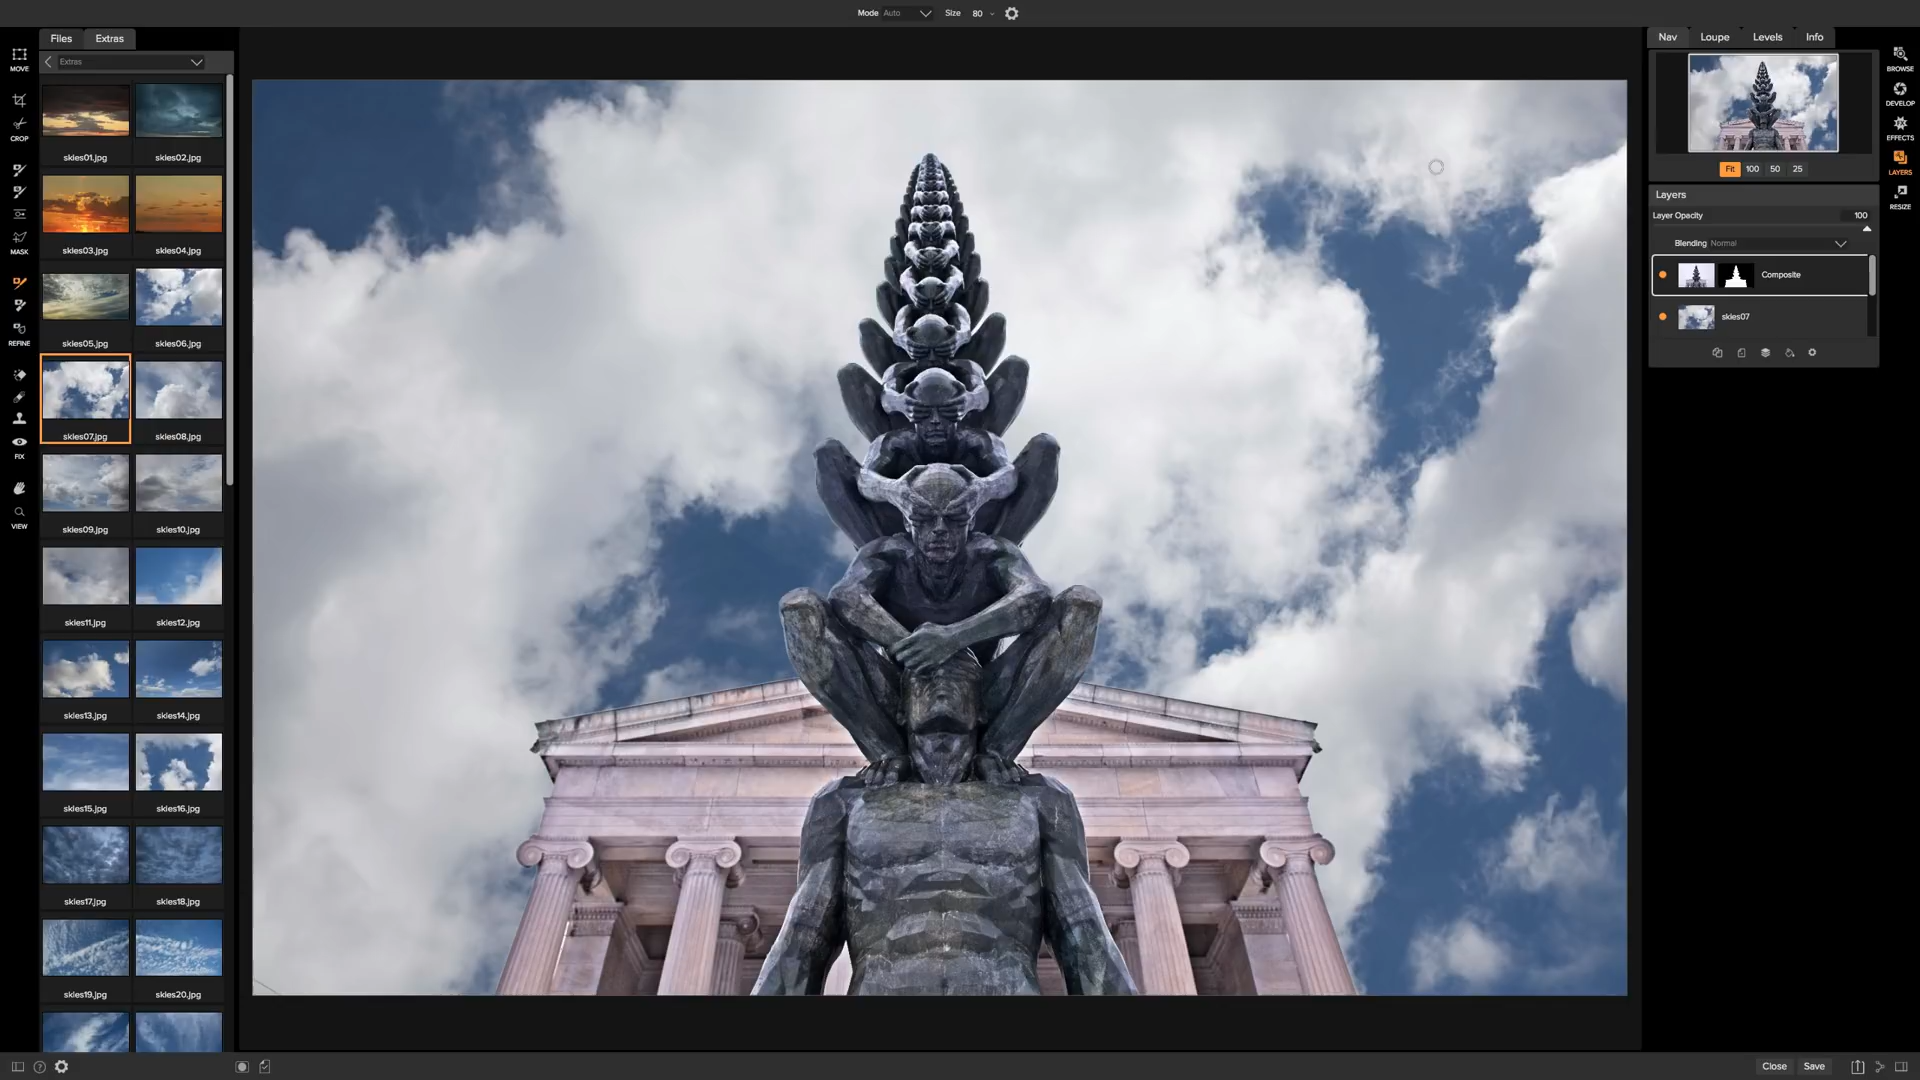 Mode Auto Size 80
Files Extras
Extras
Nav Loupe Levels Info
MOVE
CROP
MASK
REFINE
FIX
VIEW
skies01.jpg skies02.jpg
skies03.jpg skies04.jpg
skies05.jpg skies06.jpg
skies07.jpg skies08.jpg
skies09.jpg skies10.jpg
skies11.jpg skies12.jpg
skies13.jpg skies14.jpg
skies15.jpg skies16.jpg
skies17.jpg skies18.jpg
skies19.jpg skies20.jpg
Fit 100 50 25
Layers
Layer Opacity 100
Blending Normal
Composite
skies07
BROWSE
DEVELOP
EFFECTS
LAYERS
RESIZE
Close Save